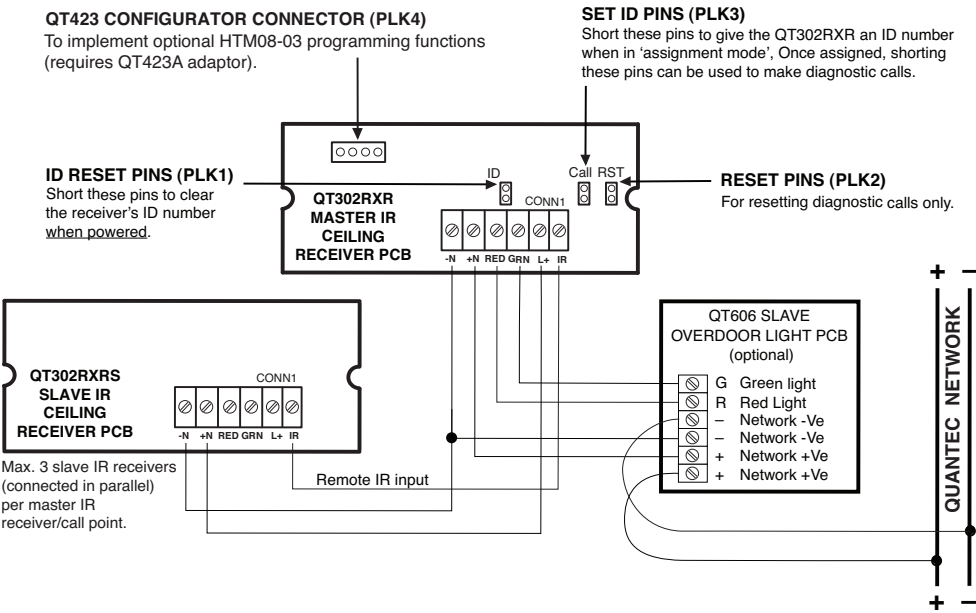 QT423 CONFIGURATOR CONNECTOR (PLK4)
To implement optional HTM08-03 programming functions
(requires QT423A adaptor).
SET ID PINS (PLK3)
Short these pins to give the QT302RXR an ID number
when in ‘assignment mode’, Once assigned, shorting
these pins can be used to make diagnostic calls.
ID RESET PINS (PLK1)
Short these pins to clear
the receiver’s ID number
when powered.
ID
Call RST
QT302RXR
MASTER IR
CEILING
RECEIVER PCB
CONN1
-N +N RED GRN L+ IR
RESET PINS (PLK2)
For resetting diagnostic calls only.
QT302RXRS
SLAVE IR
CEILING
RECEIVER PCB
CONN1
-N +N RED GRN L+ IR
Max. 3 slave IR receivers
(connected in parallel)
per master IR
receiver/call point.
Remote IR input
QT606 SLAVE
OVERDOOR LIGHT PCB
(optional)
G Green light
R Red Light
– Network -Ve
– Network -Ve
+ Network +Ve
+ Network +Ve
+ –
QUANTEC NETWORK
+ –